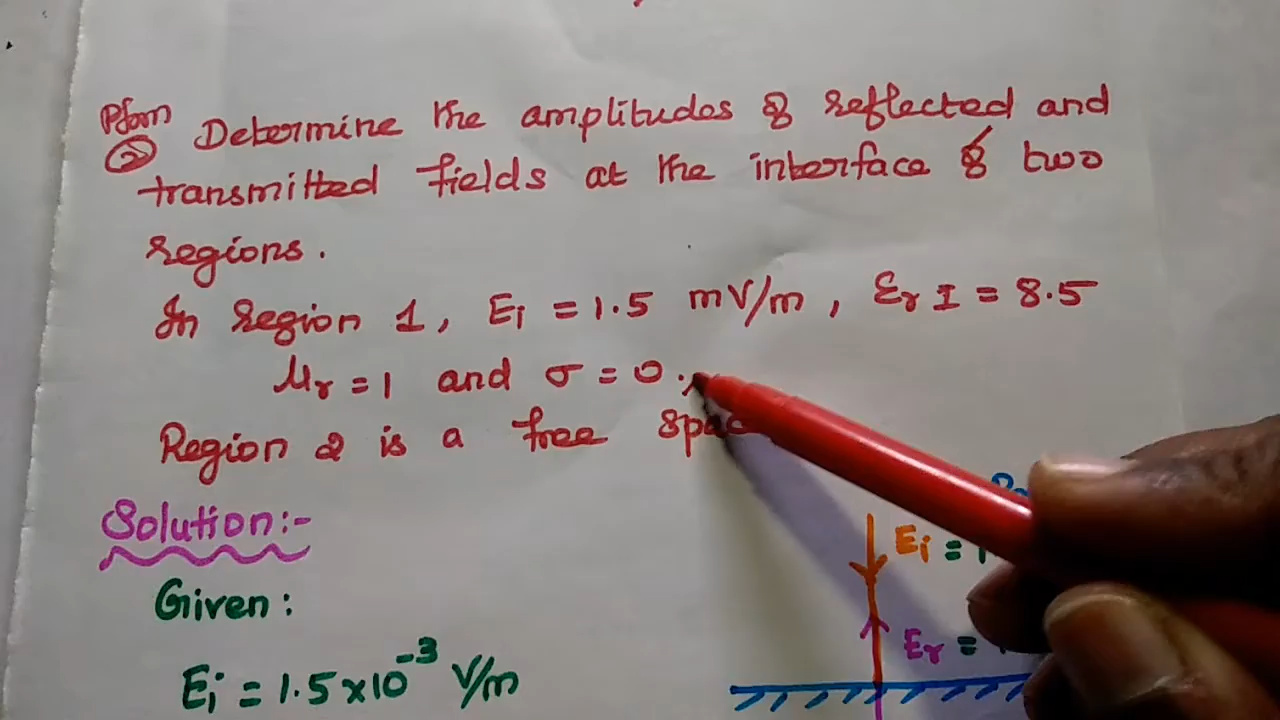 Pbm
② Determine the amplitudes of reflected and
transmitted fields at the interface of two
regions.
In Region 1, Ei = 1.5 mV/m, εr I = 8.5
μr = 1 and σ = 0.
Region 2 is a free
Solution:-
Given:
Ei = 1.5 x 10⁻³ V/m
Ei =
Er =